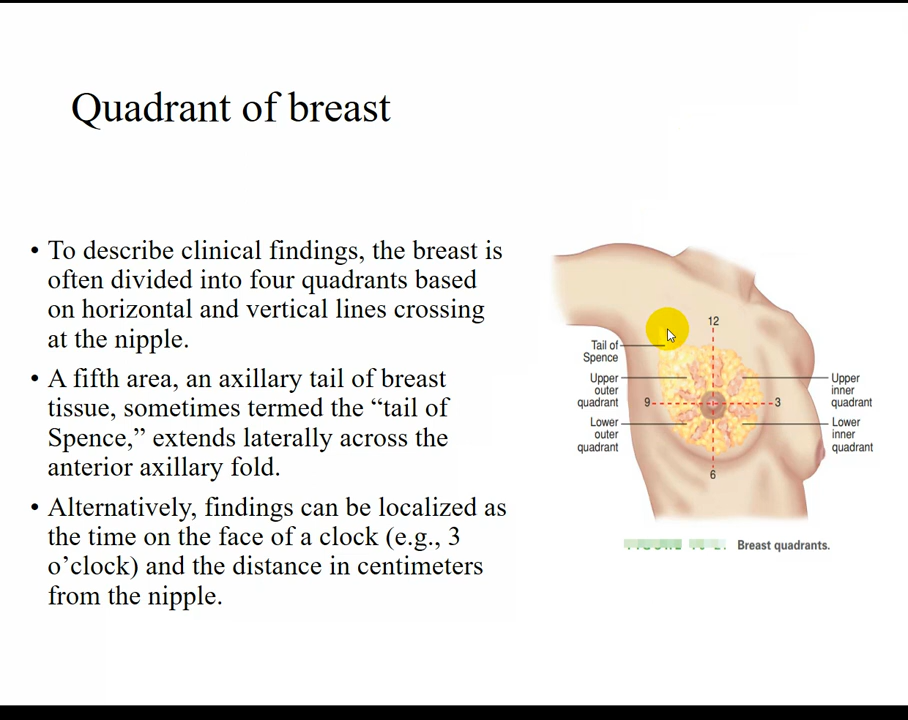 Quadrant of breast
• To describe clinical findings, the breast is
often divided into four quadrants based
on horizontal and vertical lines crossing
at the nipple.
• A fifth area, an axillary tail of breast
tissue, sometimes termed the “tail of
Spence,” extends laterally across the
anterior axillary fold.
• Alternatively, findings can be localized as
the time on the face of a clock (e.g., 3
o’clock) and the distance in centimeters
from the nipple.
12
Tail of
Spence
Upper
outer
quadrant
9
3
Upper
inner
quadrant
Lower
outer
quadrant
Lower
inner
quadrant
6
Breast quadrants.